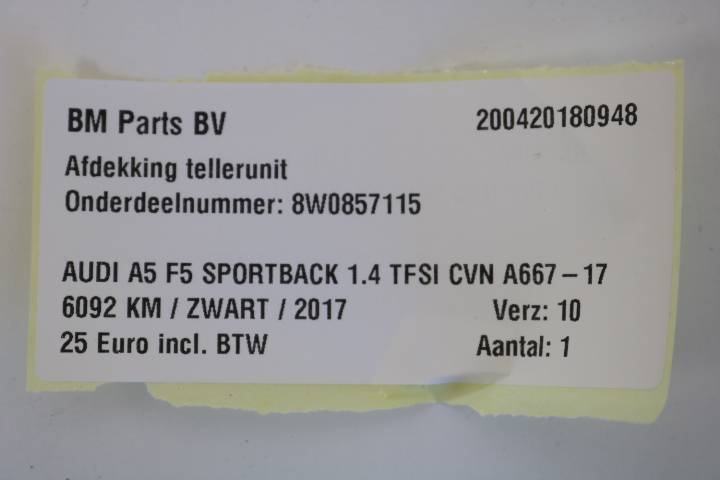 BM Parts BV 200420180948
Afdekking tellerunit
Onderdeelnummer: 8W0857115
AUDI A5 F5 SPORTBACK 1.4 TFSI CVN A667-17
6092 KM / ZWART / 2017 Verz: 10
25 Euro incl. BTW Aantal: 1